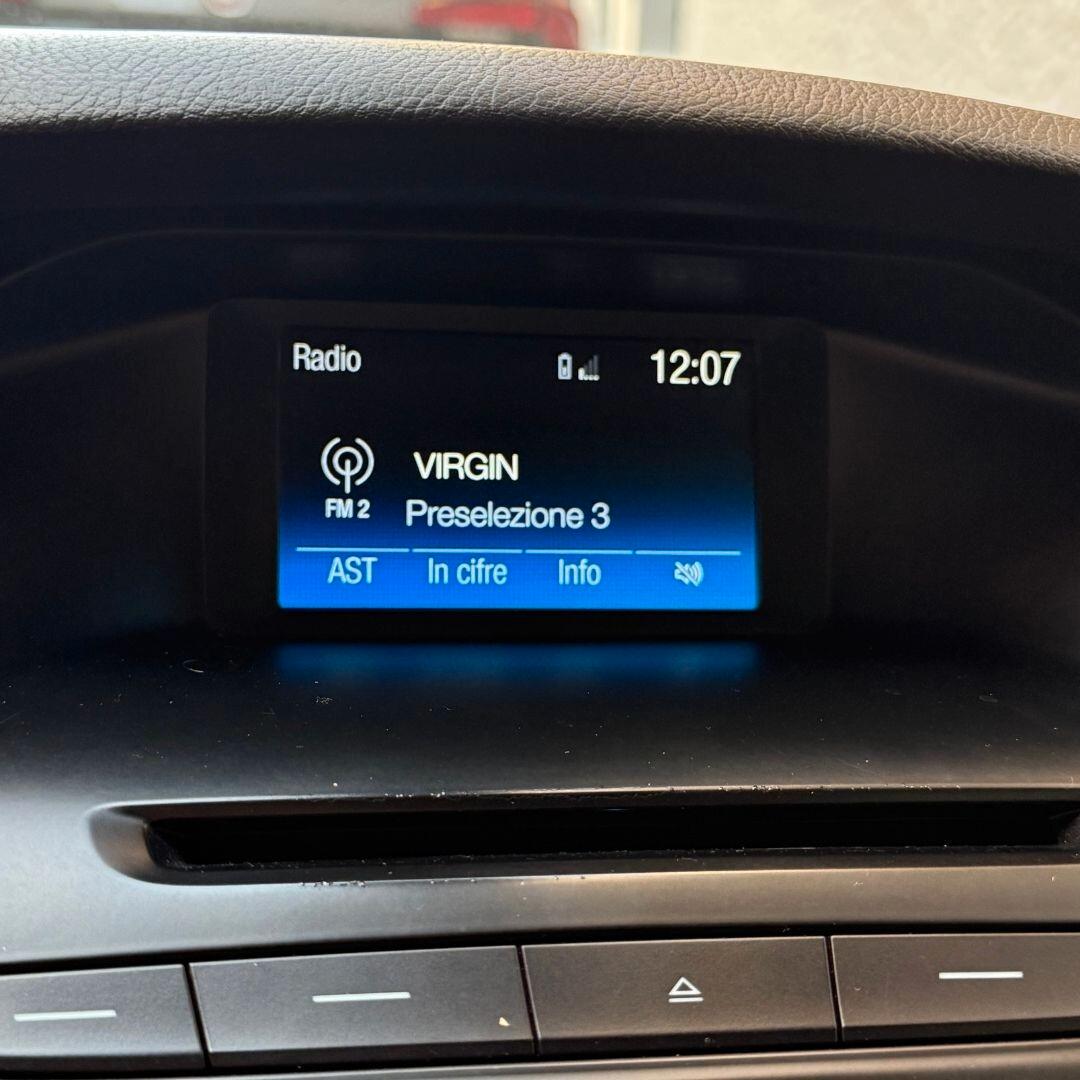 Radio 12:07
VIRGIN
FM 2 Preselezione 3
AST In cifre Info